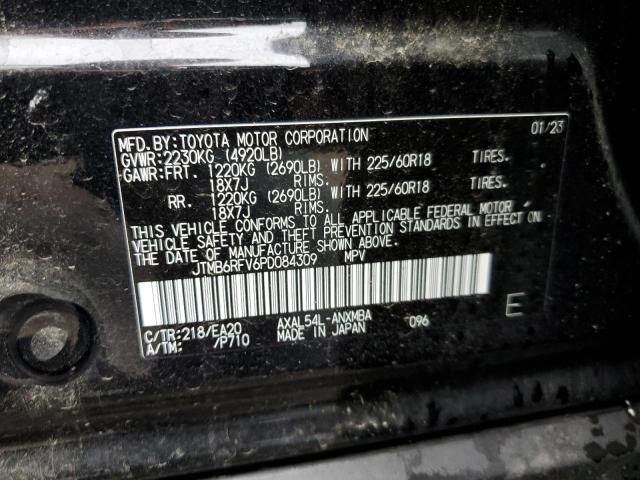 MFD.BY:TOYOTA MOTOR CORPORATION 01/23
GVWR:2230KG (4920LB)
GAWR:FRT. 1220KG (2690LB) WITH 225/60R18 TIRES.
18X7J RIMS.
RR. 1220KG (2690LB) WITH 225/60R18 TIRES.
18X7J RIMS.
THIS VEHICLE CONFORMS TO ALL APPLICABLE FEDERAL MOTOR
VEHICLE SAFETY AND THEFT PREVENTION STANDARDS IN EFFECT ON
THE DATE OF MANUFACTURE SHOWN ABOVE.
JTMB6RFV6PD084309 MPV
C/TR:218/EA20 AXAL54L-ANXMBA 096 E
A/TM: /P710 MADE IN JAPAN